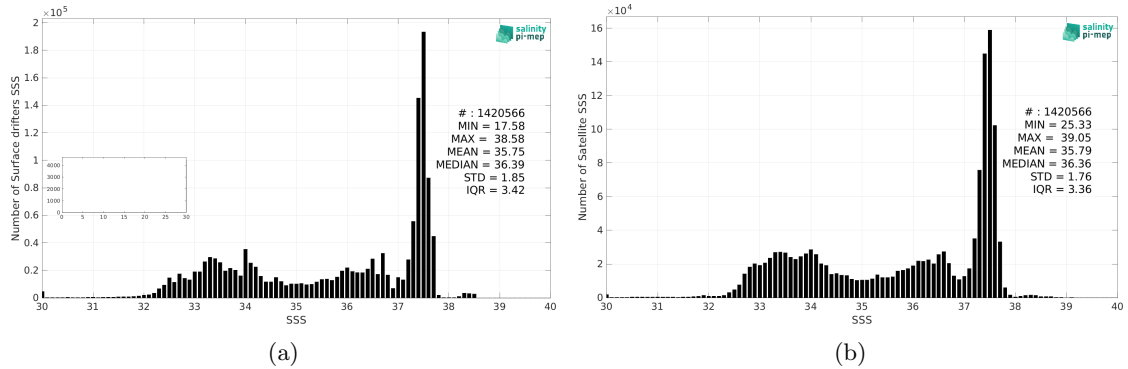 ×10⁵
2
1.8
1.6
1.4
1.2
1
0.8
0.6
0.4
0.2
0
Number of Surface drifters SSS
salinity
pi-mep
# : 1420566
MIN = 17.58
MAX = 38.58
MEAN = 35.75
MEDIAN = 36.39
STD = 1.85
IQR = 3.42
4000
3000
2000
1000
0
0 5 10 15 20 25 30
30 31 32 33 34 35 36 37 38 39 40
SSS
(a)
×10⁴
16
14
12
10
8
6
4
2
0
Number of Satellite SSS
salinity
pi-mep
# : 1420566
MIN = 25.33
MAX = 39.05
MEAN = 35.79
MEDIAN = 36.36
STD = 1.76
IQR = 3.36
30 31 32 33 34 35 36 37 38 39 40
SSS
(b)